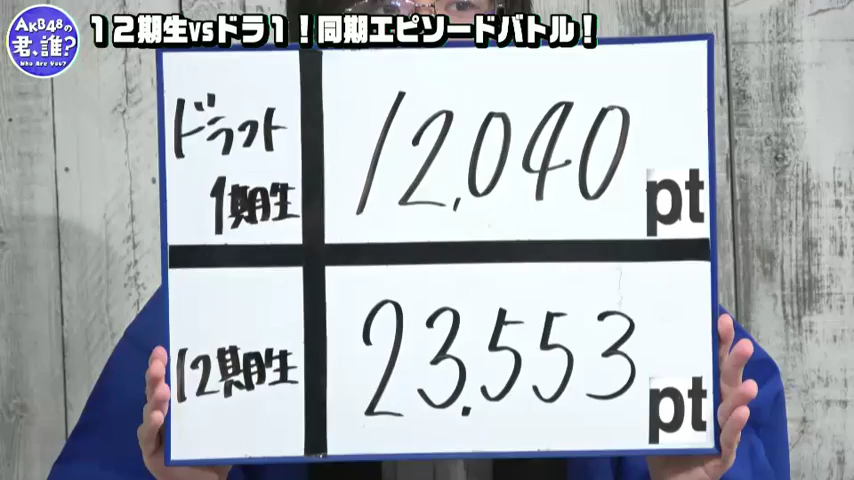 AKB48の
君、誰?
Who Are You?
12期生vsドラ1!同期エピソードバトル!
ドラフト
1期生
12,040
pt
12期生
23,553
pt